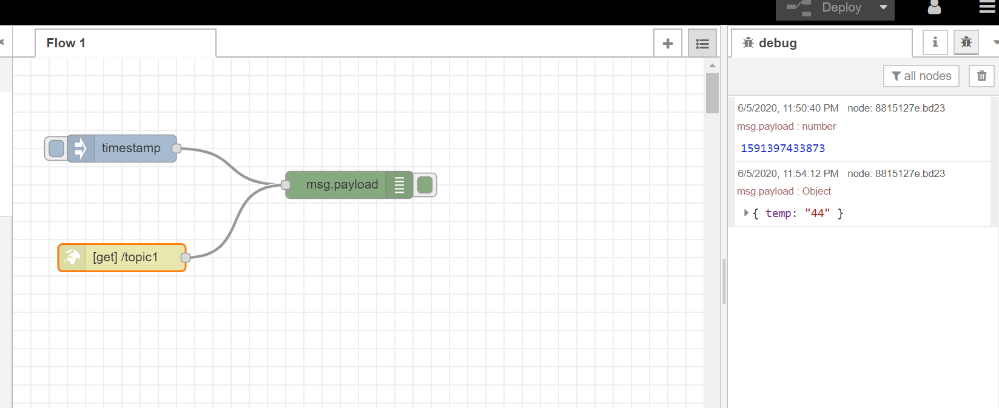 Deploy
Flow 1
debug
all nodes
6/5/2020, 11:50:40 PM node: 8815127e.bd23
msg.payload : number
1591397433873
6/5/2020, 11:54:12 PM node: 8815127e.bd23
msg.payload : Object
{ temp: "44" }
timestamp
msg.payload
[get] /topic1